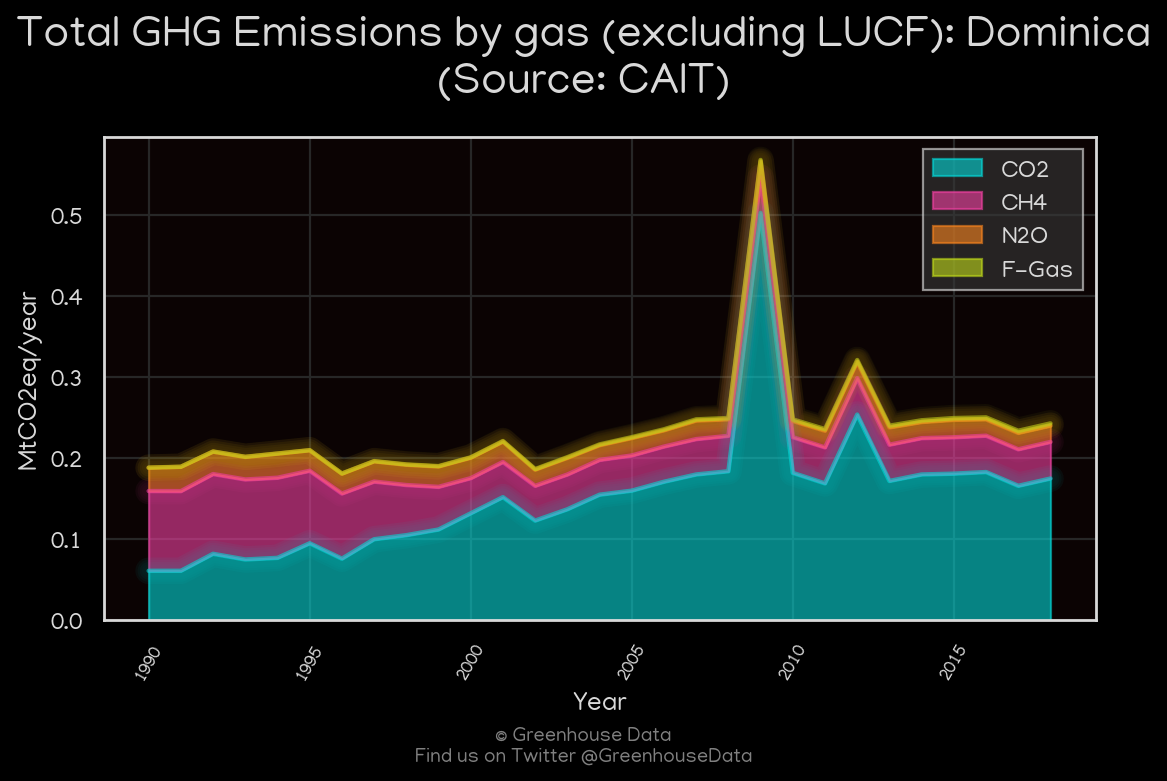 Total GHG Emissions by gas (excluding LUCF): Dominica
(Source: CAIT)
CO2
CH4
N2O
F-Gas
MtCO2eq/year
0.5
0.4
0.3
0.2
0.1
0.0
1990
1995
2000
2005
2010
2015
Year
© Greenhouse Data
Find us on Twitter @GreenhouseData